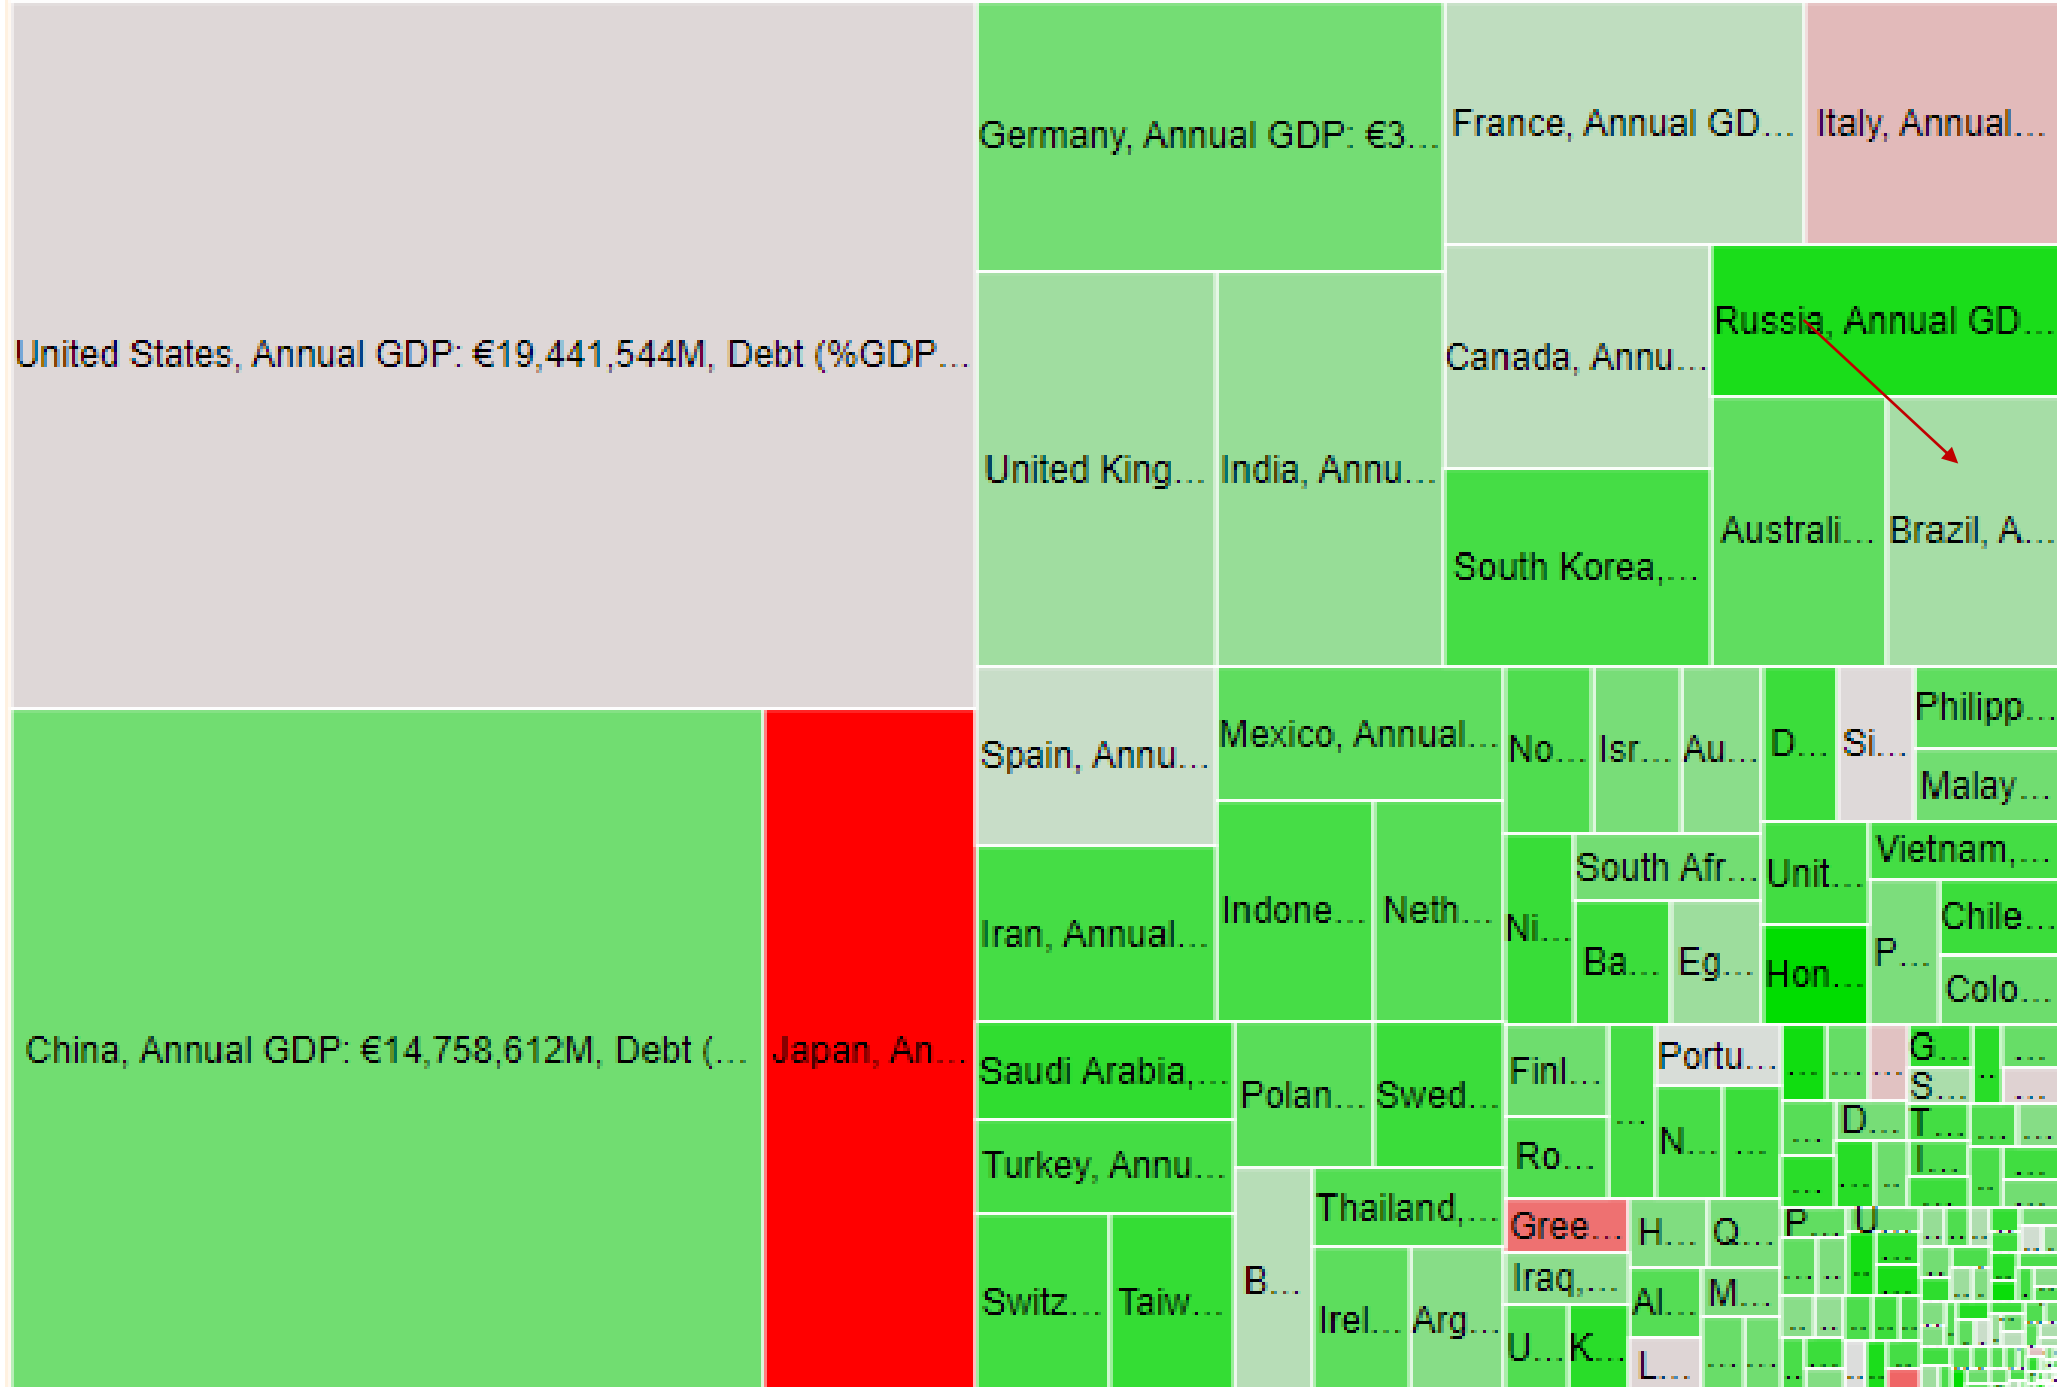 United States, Annual GDP: €19,441,544M, Debt (%GDP...
China, Annual GDP: €14,758,612M, Debt (...
Japan, An...
Germany, Annual GDP: €3...
France, Annual GD...
Italy, Annual...
United King...
India, Annu...
Canada, Annu...
Russia, Annual GD...
South Korea,...
Australi...
Brazil, A...
Spain, Annu...
Mexico, Annual...
Iran, Annual...
Indone...
Neth...
Saudi Arabia,...
Turkey, Annu...
Switz...
Taiw...
Polan...
Swed...
B...
Thailand,...
Irel...
Arg...
No...
Isr...
Au...
D...
Si...
Philipp...
Malay...
Ni...
South Afr...
Ba...
Eg...
Unit...
Hon...
Vietnam,...
P...
Chile...
Colo...
Finl...
Ro...
...
Portu...
N...
...
Gree...
Iraq,...
U...
K...
H...
Q...
Al...
M...
L...
...
...
...
...
...
G...
S...
..
...
...
...
D...
T...
...
...
I...
P...
U...